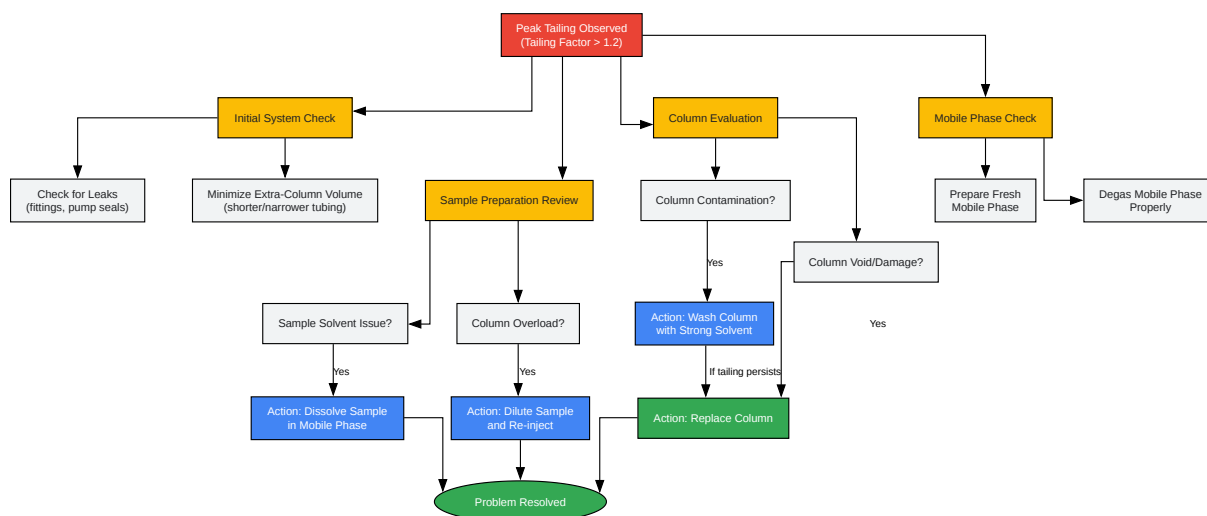 Peak Tailing Observed
(Tailing Factor > 1.2)
Initial System Check
Column Evaluation
Mobile Phase Check
Check for Leaks
(fittings, pump seals)
Minimize Extra-Column Volume
(shorter/narrower tubing)
Sample Preparation Review
Column Contamination?
Prepare Fresh
Mobile Phase
Degas Mobile Phase
Properly
Yes
Column Void/Damage?
Sample Solvent Issue?
Column Overload?
Action: Wash Column
with Strong Solvent
Yes
Yes
Yes
If tailing persists
Action: Dissolve Sample
in Mobile Phase
Action: Dilute Sample
and Re-inject
Action: Replace Column
Problem Resolved